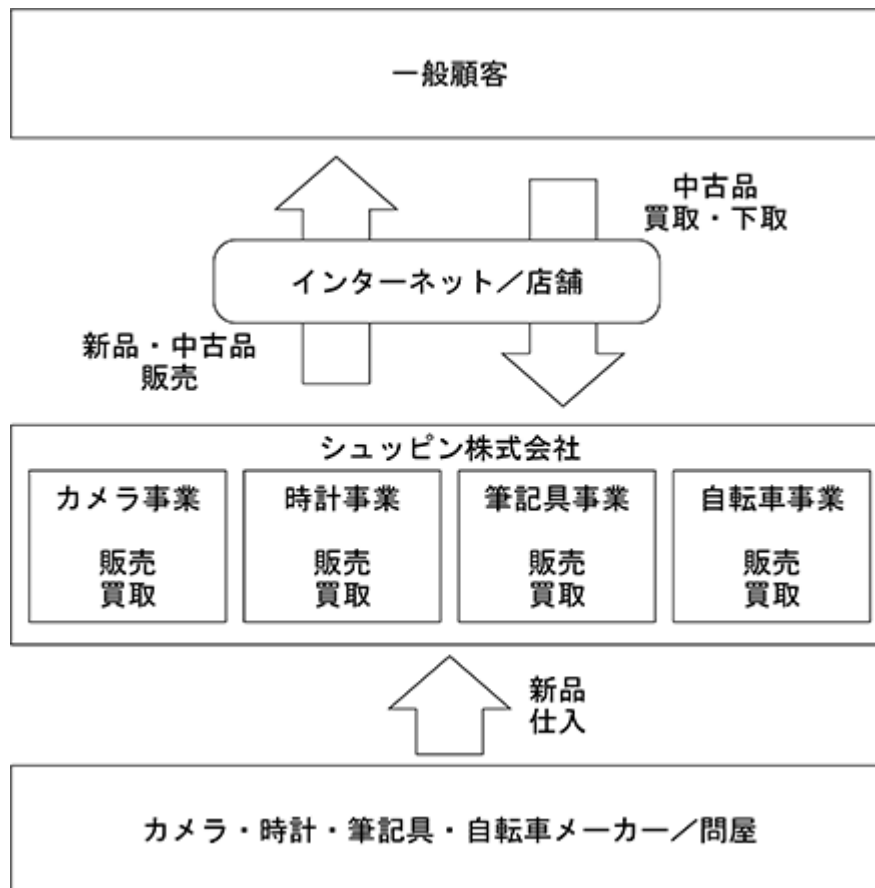 一般顧客
中古品
買取・下取
インターネット／店舗
新品・中古品
販売
シュッピン株式会社
カメラ事業
販売
買取
時計事業
販売
買取
筆記具事業
販売
買取
自転車事業
販売
買取
新品
仕入
カメラ・時計・筆記具・自転車メーカー／問屋